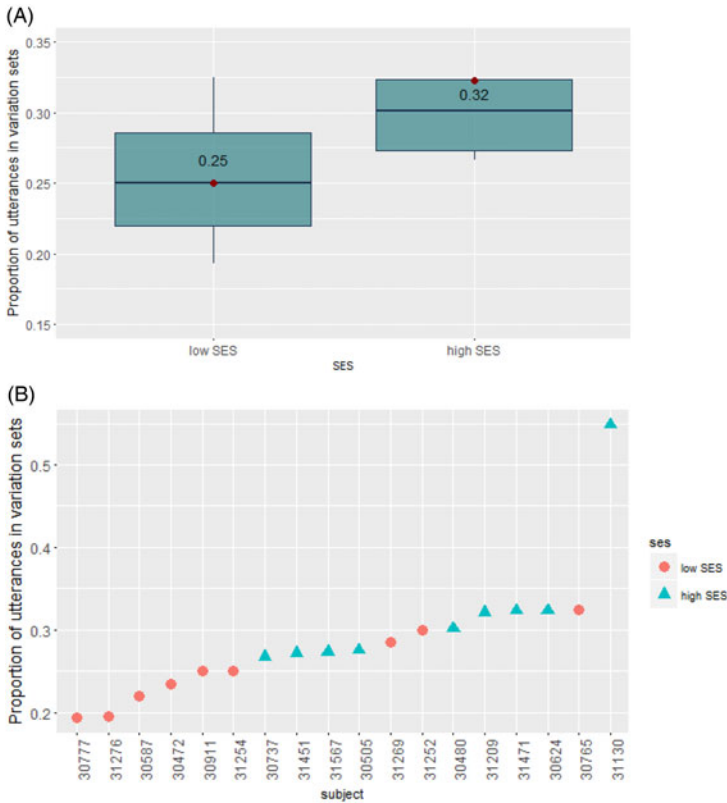 (A)
Proportion of utterances in variation sets
0.35
0.30
0.25
0.20
0.15
0.25
0.32
low SES
high SES
SES
(B)
Proportion of utterances in variation sets
0.5
0.4
0.3
0.2
30777
31276
30587
30472
30911
31254
30737
31451
31567
30505
31269
31252
30480
31209
31471
30624
30765
31130
subject
ses
low SES
high SES